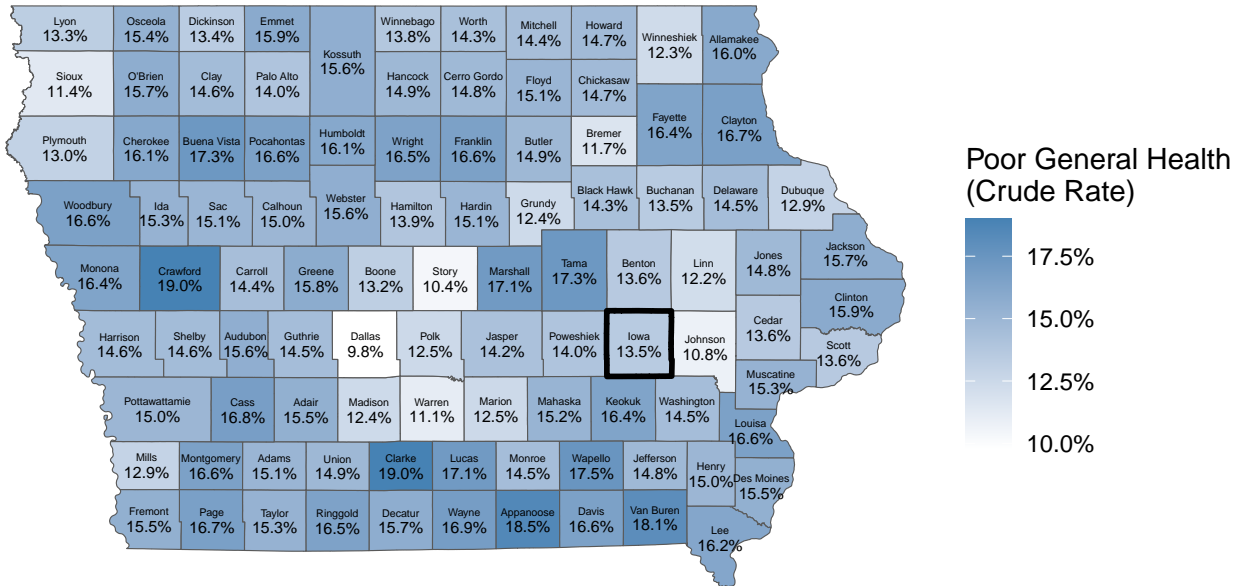 Lyon
13.3%
Osceola
15.4%
Dickinson
13.4%
Emmet
15.9%
Kossuth
15.6%
Winnebago
13.8%
Worth
14.3%
Mitchell
14.4%
Howard
14.7%
Winneshiek
12.3%
Allamakee
16.0%
Sioux
11.4%
O'Brien
15.7%
Clay
14.6%
Palo Alto
14.0%
Hancock
14.9%
Cerro Gordo
14.8%
Floyd
15.1%
Chickasaw
14.7%
Fayette
16.4%
Clayton
16.7%
Plymouth
13.0%
Cherokee
16.1%
Buena Vista
17.3%
Pocahontas
16.6%
Humboldt
16.1%
Wright
16.5%
Franklin
16.6%
Butler
14.9%
Bremer
11.7%
Woodbury
16.6%
Ida
15.3%
Sac
15.1%
Calhoun
15.0%
Webster
15.6%
Hamilton
13.9%
Hardin
15.1%
Grundy
12.4%
Black Hawk
14.3%
Buchanan
13.5%
Delaware
14.5%
Dubuque
12.9%
Monona
16.4%
Crawford
19.0%
Carroll
14.4%
Greene
15.8%
Boone
13.2%
Story
10.4%
Marshall
17.1%
Tama
17.3%
Benton
13.6%
Linn
12.2%
Jones
14.8%
Jackson
15.7%
Clinton
15.9%
Harrison
14.6%
Shelby
14.6%
Audubon
15.6%
Guthrie
14.5%
Dallas
9.8%
Polk
12.5%
Jasper
14.2%
Poweshiek
14.0%
Iowa
13.5%
Johnson
10.8%
Cedar
13.6%
Scott
13.6%
Muscatine
15.3%
Pottawattamie
15.0%
Cass
16.8%
Adair
15.5%
Madison
12.4%
Warren
11.1%
Marion
12.5%
Mahaska
15.2%
Keokuk
16.4%
Washington
14.5%
Louisa
16.6%
Mills
12.9%
Montgomery
16.6%
Adams
15.1%
Union
14.9%
Clarke
19.0%
Lucas
17.1%
Monroe
14.5%
Wapello
17.5%
Jefferson
14.8%
Henry
15.0%
Des Moines
15.5%
Fremont
15.5%
Page
16.7%
Taylor
15.3%
Ringgold
16.5%
Decatur
15.7%
Wayne
16.9%
Appanoose
18.5%
Davis
16.6%
Van Buren
18.1%
Lee
16.2%
Poor General Health
(Crude Rate)
17.5%
15.0%
12.5%
10.0%